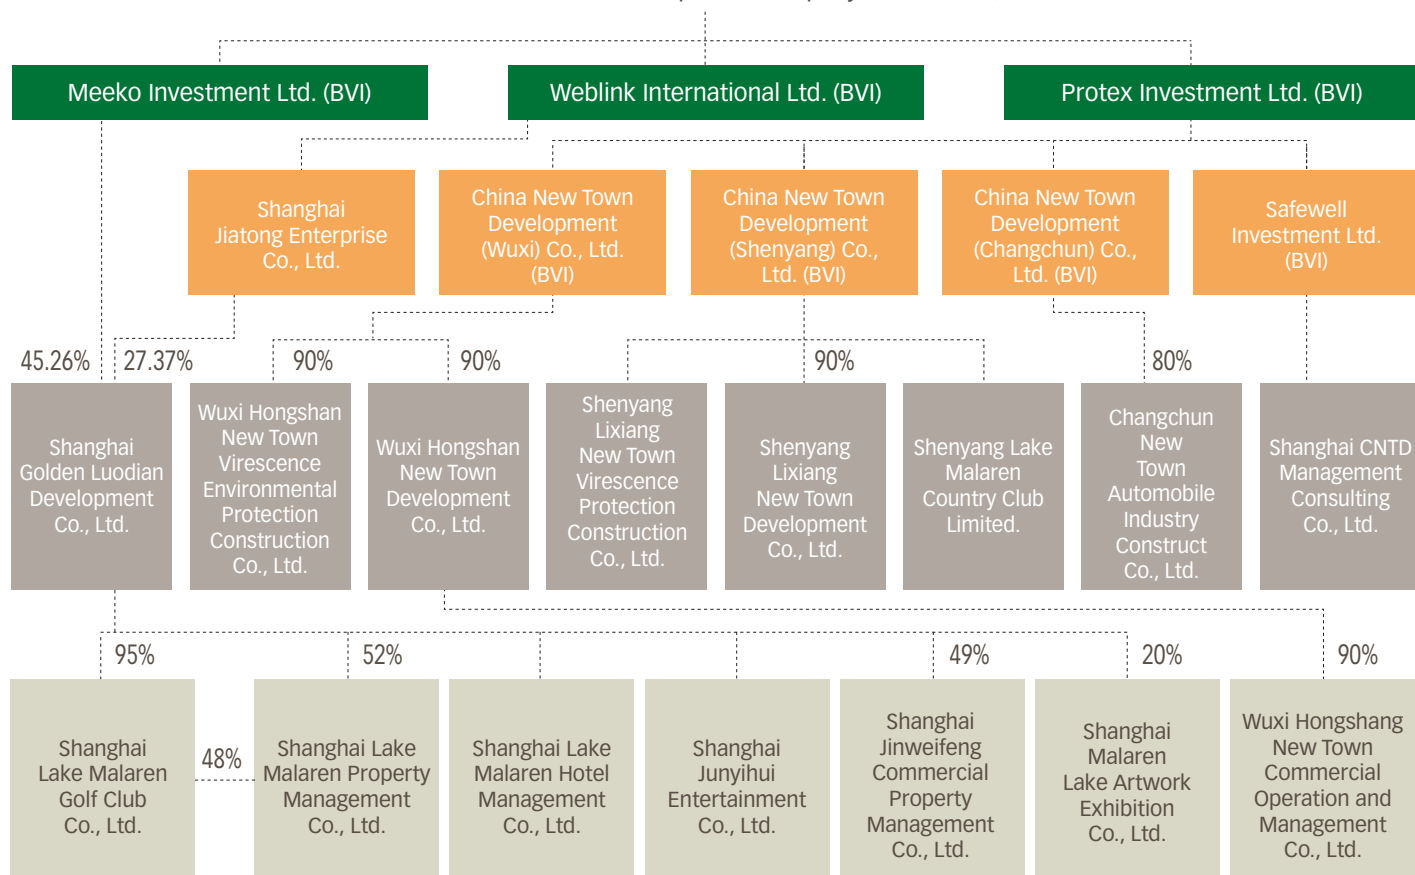 Meeko Investment Ltd. (BVI)
Weblink International Ltd. (BVI)
Protex Investment Ltd. (BVI)
Shanghai
Jiatong Enterprise
Co., Ltd.
China New Town
Development
(Wuxi) Co., Ltd.
(BVI)
China New Town
Development
(Shenyang) Co.,
Ltd. (BVI)
China New Town
Development
(Changchun) Co.,
Ltd. (BVI)
Safewell
Investment Ltd.
(BVI)
45.26%
27.37%
90%
90%
90%
80%
Shanghai
Golden Luodian
Development
Co., Ltd.
Wuxi Hongshan
New Town
Virescence
Environmental
Protection
Construction
Co., Ltd.
Wuxi Hongshan
New Town
Development
Co., Ltd.
Shenyang
Lixiang
New Town
Virescence
Protection
Construction
Co., Ltd.
Shenyang
Lixiang
New Town
Development
Co., Ltd.
Shenyang Lake
Malaren
Country Club
Limited.
Changchun
New
Town
Automobile
Industry
Construct
Co., Ltd.
Shanghai CNTD
Management
Consulting
Co., Ltd.
95%
52%
49%
20%
90%
Shanghai
Lake Malaren
Golf Club
Co., Ltd.
48%
Shanghai Lake
Malaren Property
Management
Co., Ltd.
Shanghai Lake
Malaren Hotel
Management
Co., Ltd.
Shanghai
Junyihui
Entertainment
Co., Ltd.
Shanghai
Jinweifeng
Commercial
Property
Management
Co., Ltd.
Shanghai
Malaren
Lake Artwork
Exhibition
Co., Ltd.
Wuxi Hongshang
New Town
Commercial
Operation and
Management
Co., Ltd.